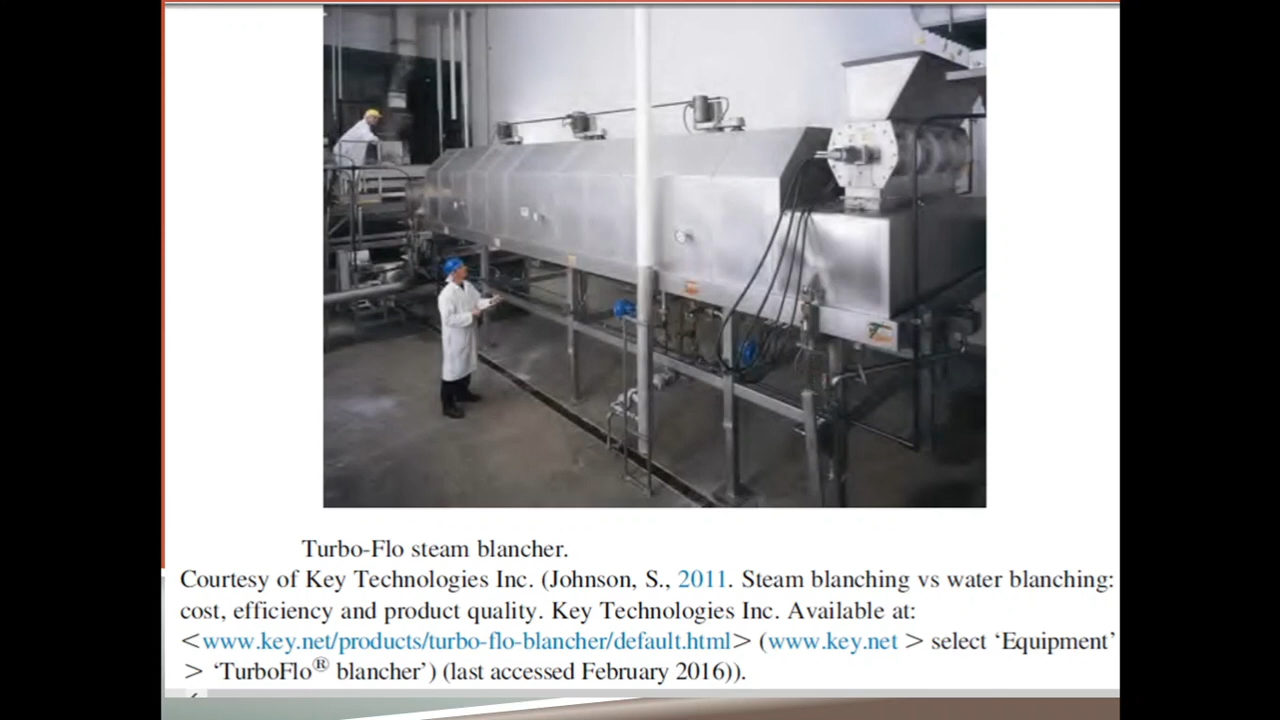 Turbo-Flo steam blancher.
Courtesy of Key Technologies Inc. (Johnson, S., 2011. Steam blanching vs water blanching:
cost, efficiency and product quality. Key Technologies Inc. Available at:
<www.key.net/products/turbo-flo-blancher/default.html> (www.key.net > select ‘Equipment’
> ‘TurboFlo® blancher’) (last accessed February 2016)).